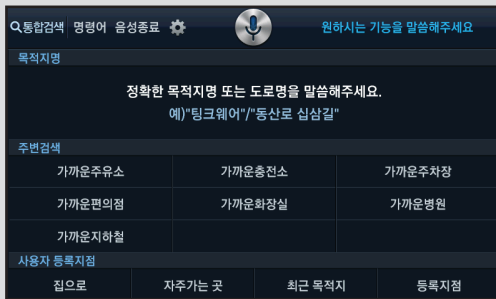 통합검색 명령어 음성종료 원하시는 기능을 말씀해주세요
목적지명
정확한 목적지명 또는 도로명을 말씀해주세요.
예)"팅크웨어"/"동산로 십삼길"
주변검색
가까운주유소 가까운충전소 가까운주차장
가까운편의점 가까운화장실 가까운병원
가까운지하철
사용자 등록지점
집으로 자주가는 곳 최근 목적지 등록지점